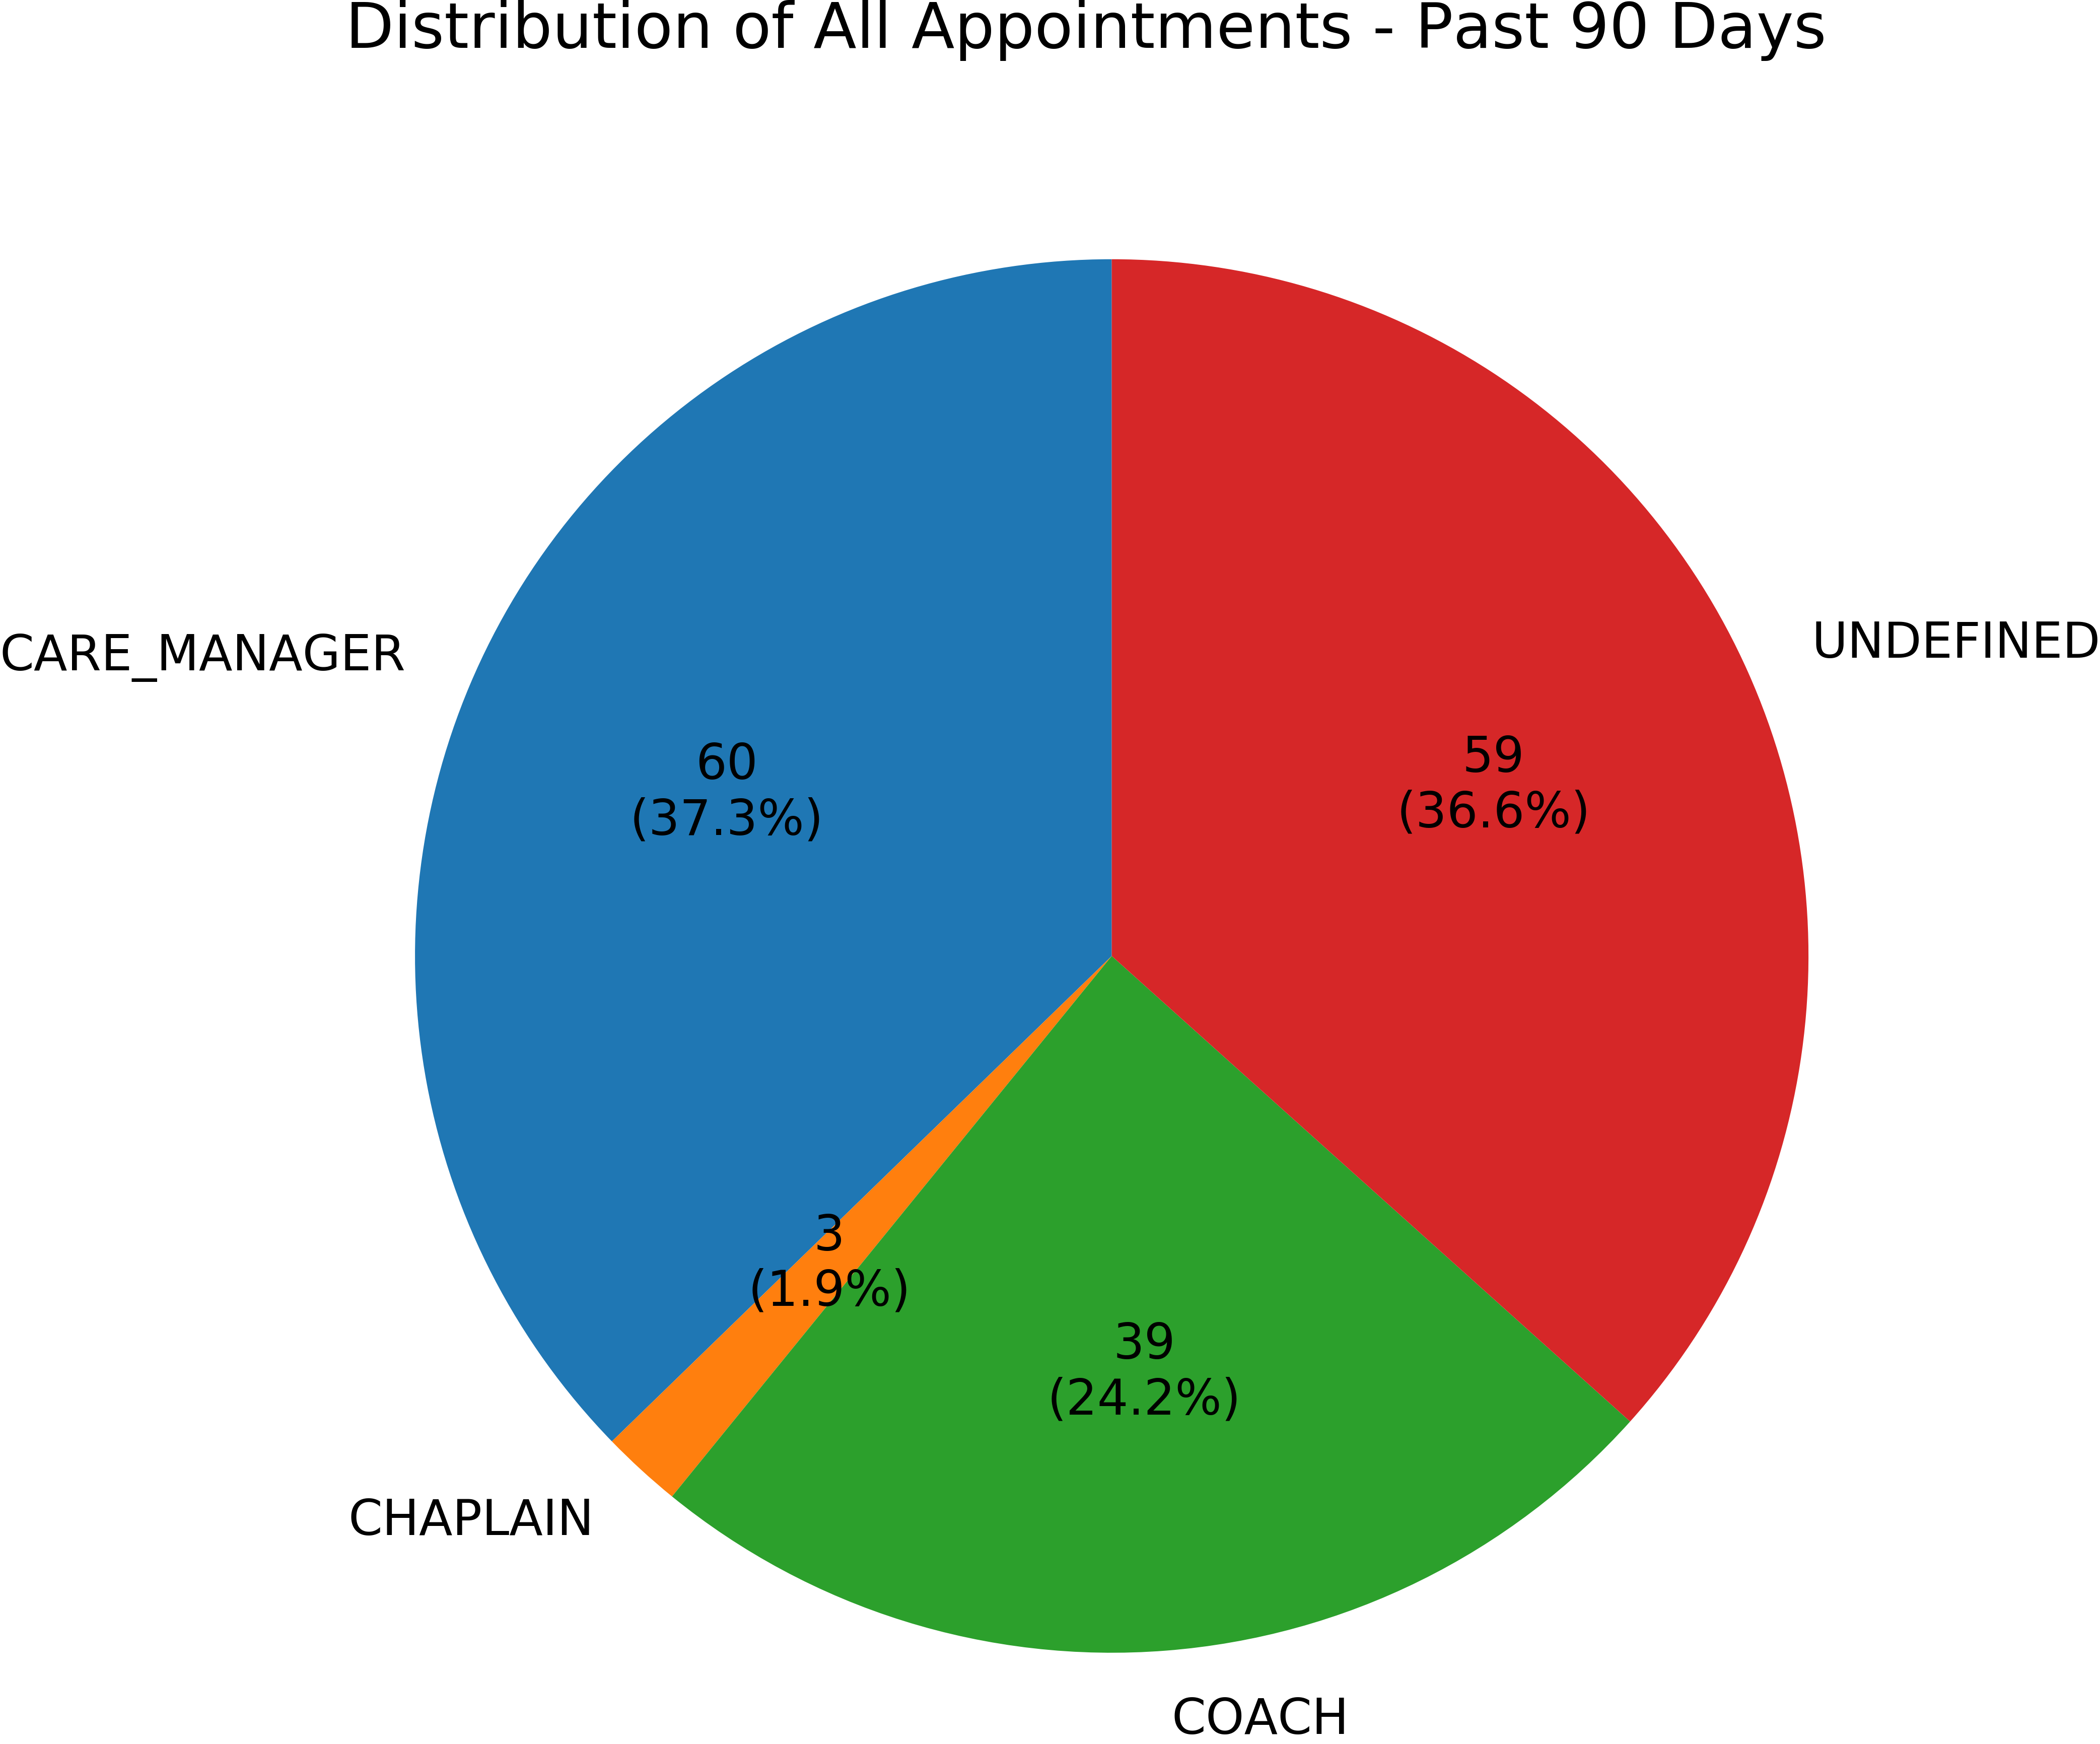 Distribution of All Appointments - Past 90 Days
CARE_MANAGER
UNDEFINED
60
(37.3%)
59
(36.6%)
3
(1.9%)
39
(24.2%)
CHAPLAIN
COACH